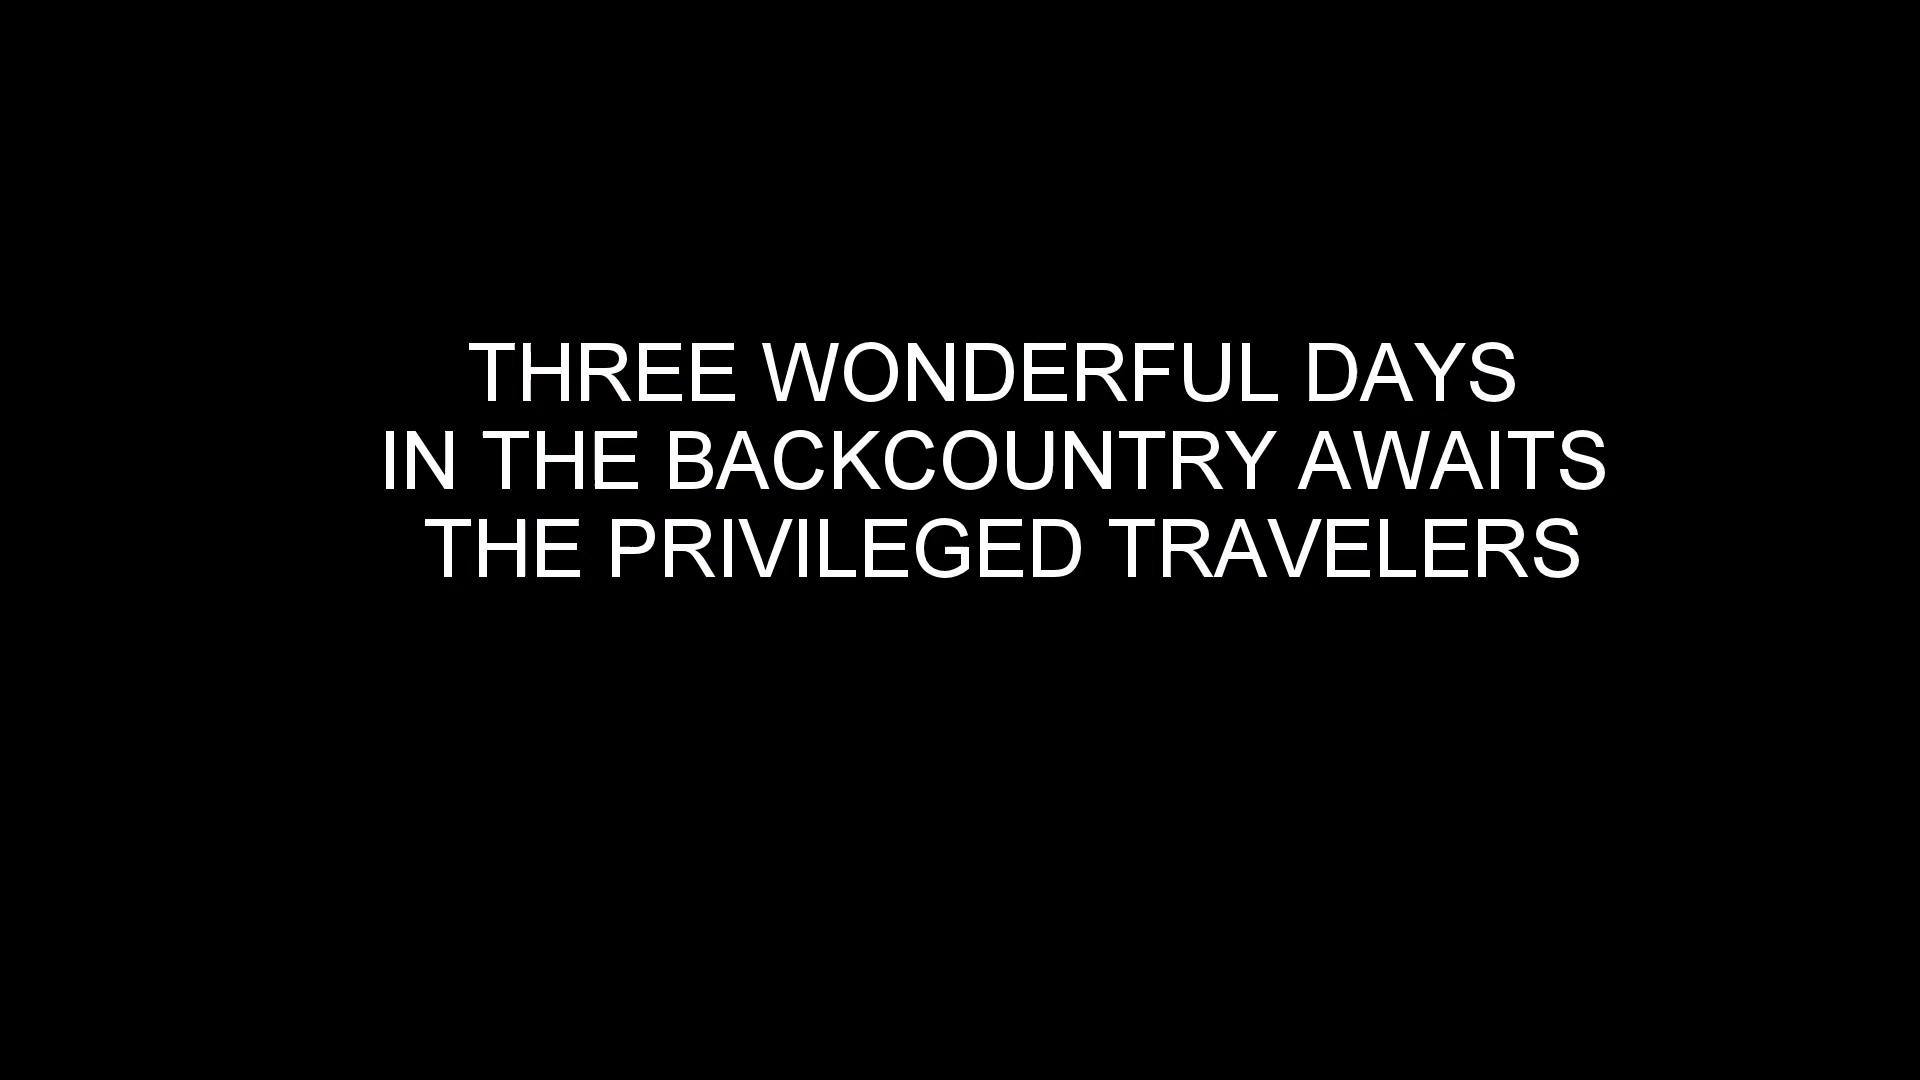 THREE WONDERFUL DAYS
IN THE BACKCOUNTRY AWAITS
THE PRIVILEGED TRAVELERS